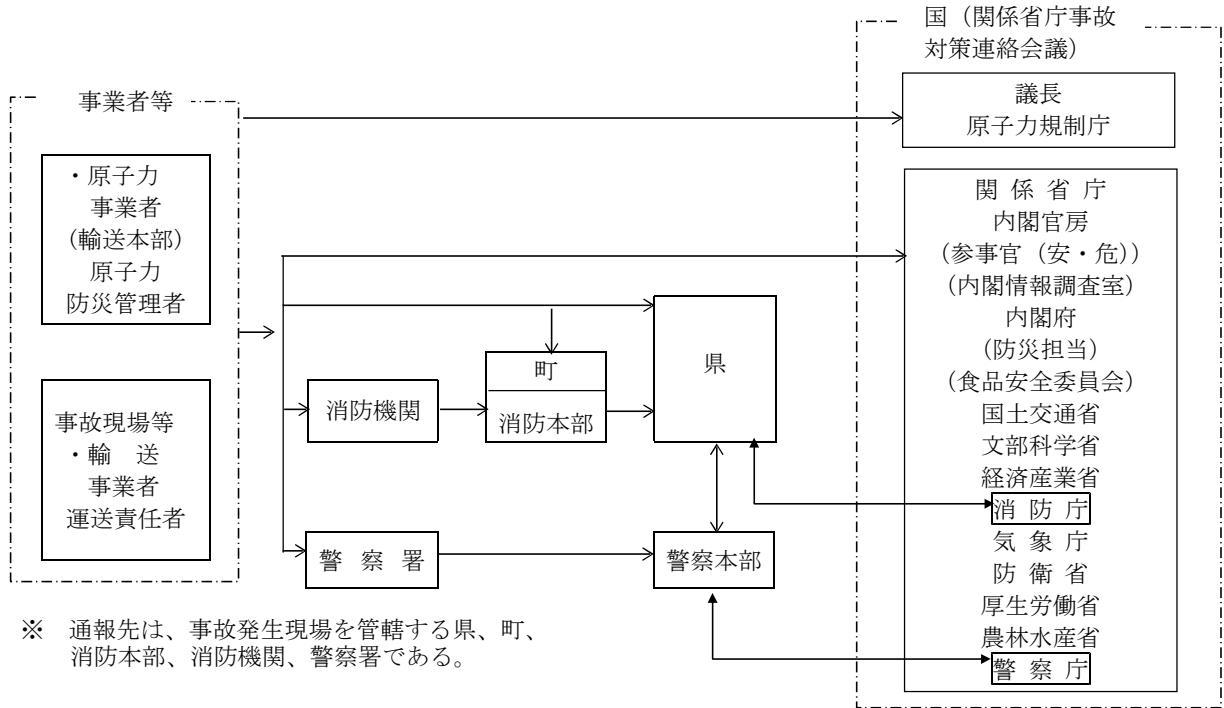 国（関係省庁事故
対策連絡会議）
議長
原子力規制庁
事業者等
・原子力
事業者
（輸送本部）
原子力
防災管理者
事故現場等
・輸　送
事業者
運送責任者
消防機関
町
消防本部
県
警　察　署
警察本部
関 係 省 庁
内閣官房
（参事官（安・危））
（内閣情報調査室）
内閣府
（防災担当）
（食品安全委員会）
国土交通省
文部科学省
経済産業省
消 防 庁
気 象 庁
防 衛 省
厚生労働省
農林水産省
警 察 庁
※　通報先は、事故発生現場を管轄する県、町、
消防本部、消防機関、警察署である。